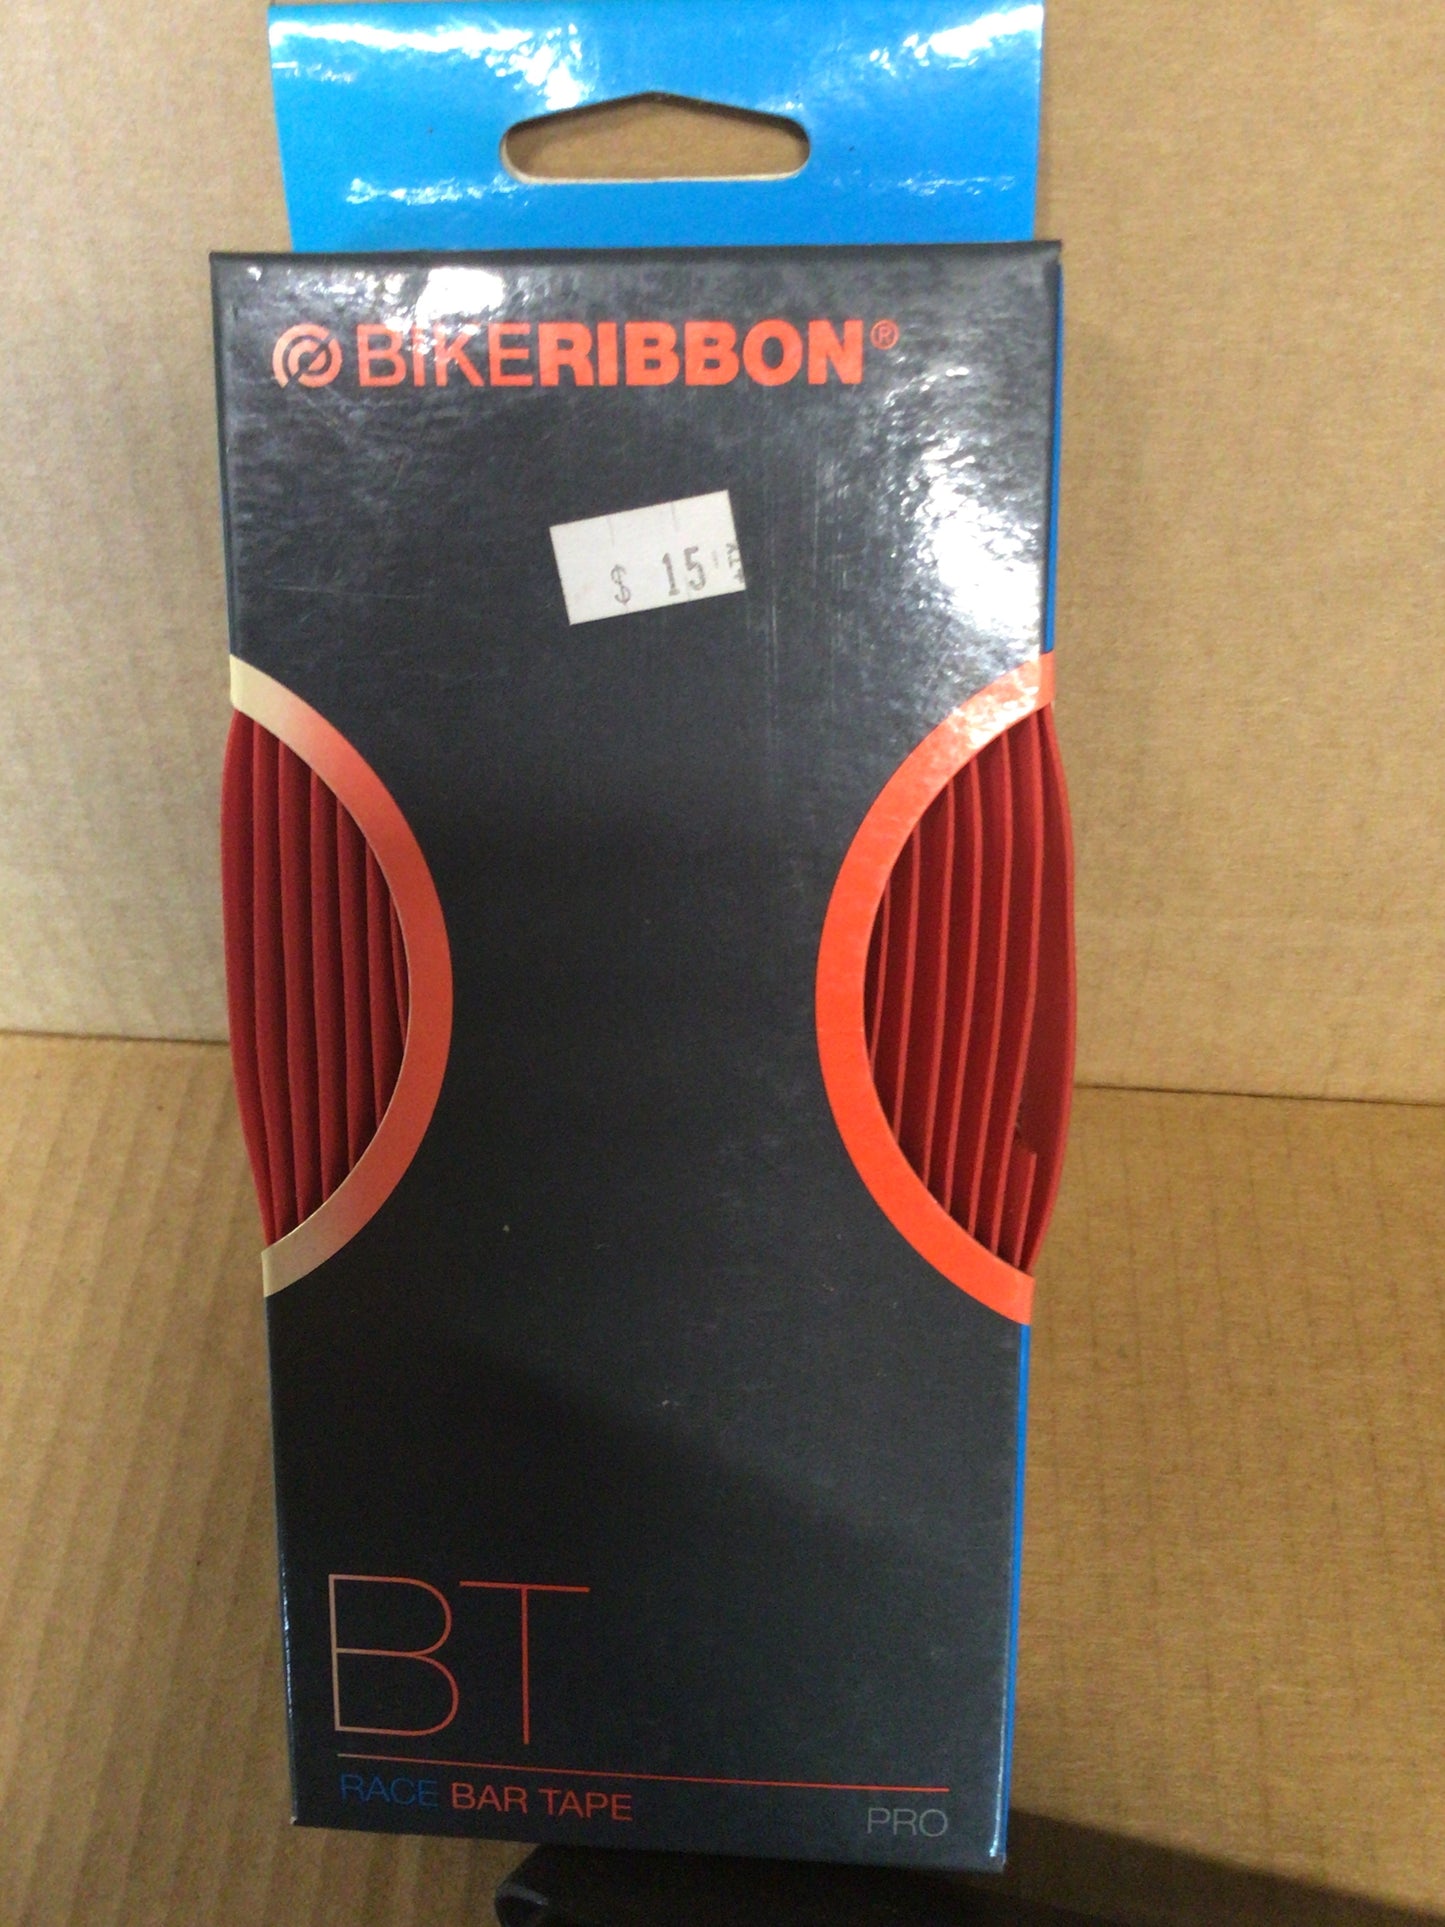 BIKERIBBON®
$ 15
BT
RACE BAR TAPE
PRO